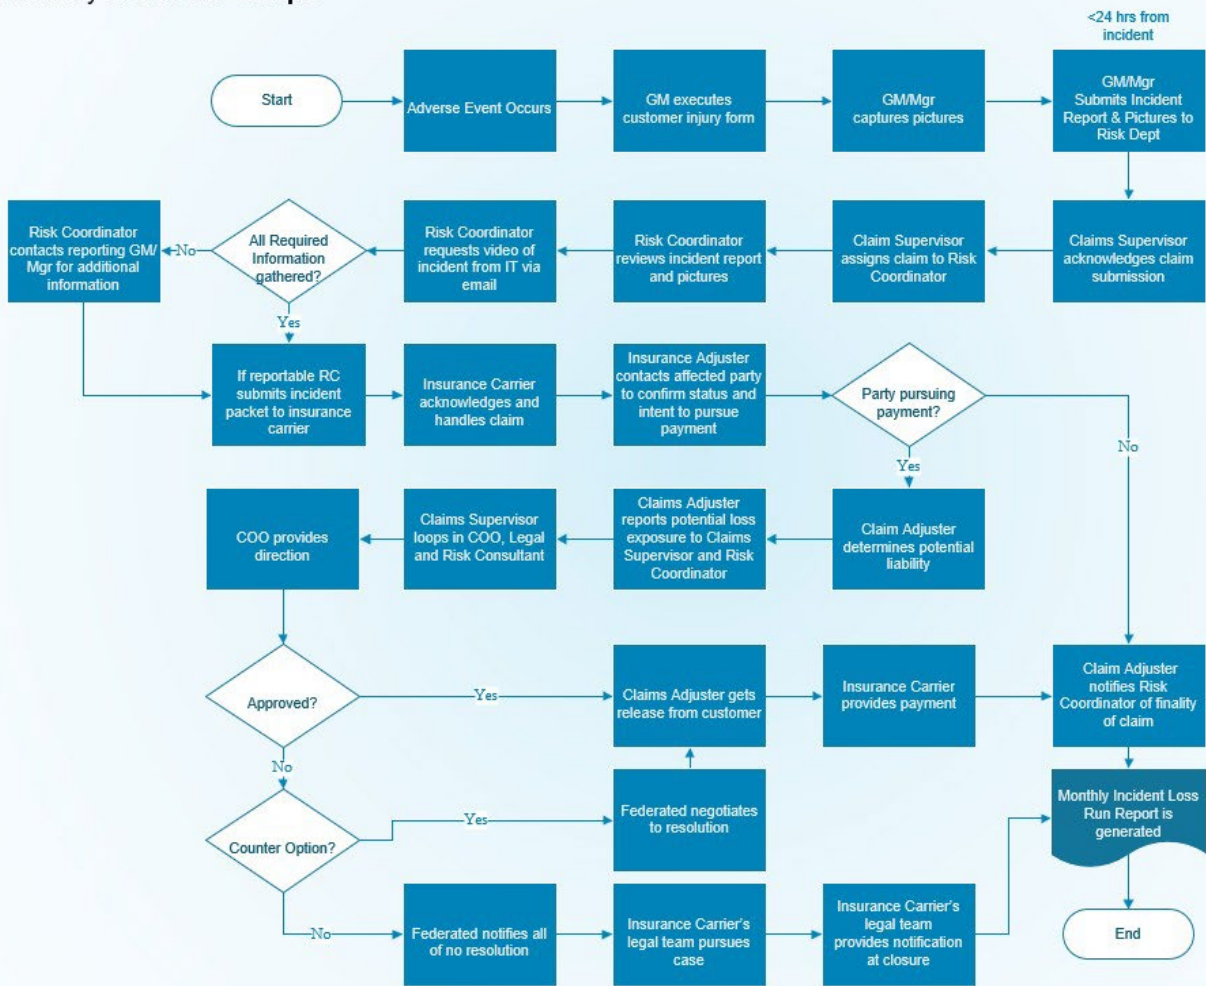 <24 hrs from
incident
Start
Adverse Event Occurs
GM executes
customer injury form
GM/Mgr
captures pictures
GM/Mgr
Submits Incident
Report & Pictures to
Risk Dept
Risk Coordinator
contacts reporting GM/
Mgr for additional
information
No
All Required
Information
gathered?
Risk Coordinator
requests video of
incident from IT via
email
Risk Coordinator
reviews incident report
and pictures
Claim Supervisor
assigns claim to Risk
Coordinator
Claims Supervisor
acknowledges claim
submission
Yes
If reportable RC
submits incident
packet to insurance
carrier
Insurance Carrier
acknowledges and
handles claim
Insurance Adjuster
contacts affected party
to confirm status and
intent to pursue
payment
Party pursuing
payment?
No
Yes
COO provides
direction
Claims Supervisor
loops in COO, Legal
and Risk Consultant
Claims Adjuster
reports potential loss
exposure to Claims
Supervisor and Risk
Coordinator
Claim Adjuster
determines potential
liability
Approved?
Yes
Claims Adjuster gets
release from customer
Insurance Carrier
provides payment
Claim Adjuster
notifies Risk
Coordinator of finality
of claim
No
Counter Option?
Yes
Federated negotiates
to resolution
Monthly Incident Loss
Run Report is
generated
No
Federated notifies all
of no resolution
Insurance Carrier's
legal team pursues
case
Insurance Carrier's
legal team
provides notification
at closure
End